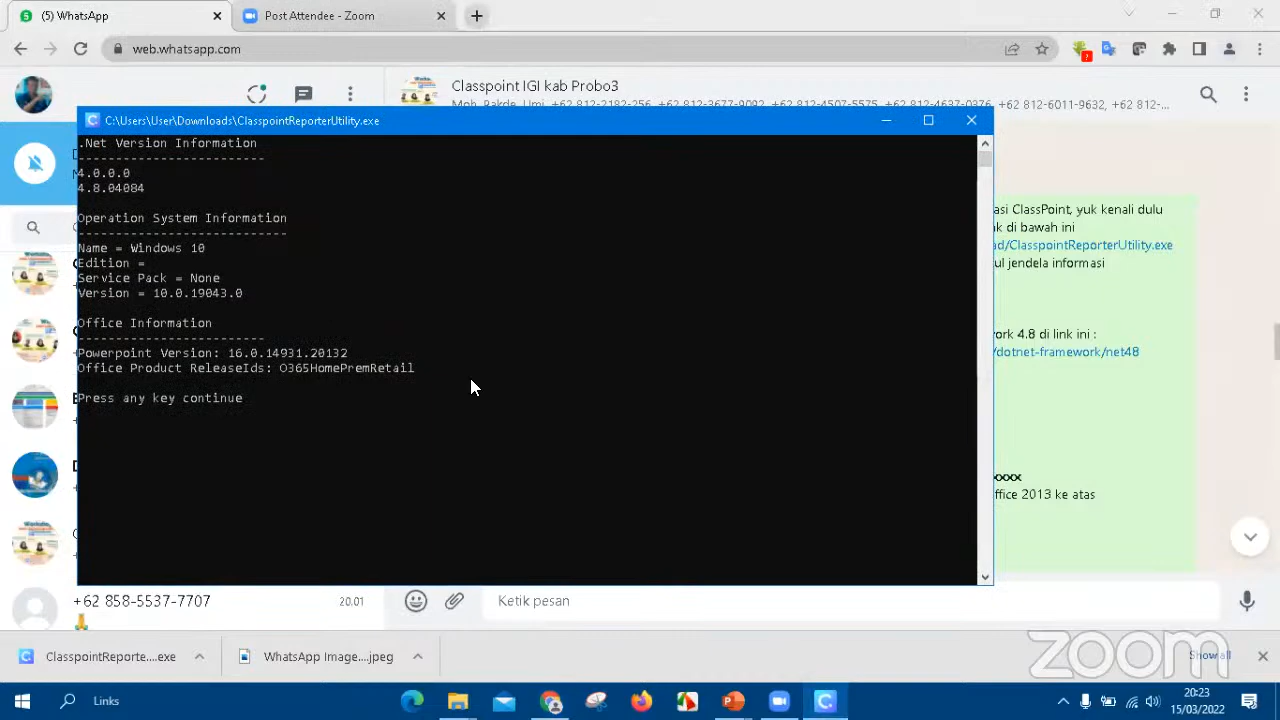 (5) WhatsApp
Post Attendee - Zoom
web.whatsapp.com
Classpoint IGI kab Probo3
C:\Users\User\Downloads\ClasspointReporterUtility.exe
.Net Version Information
------------------------
4.0.0.0
4.8.04084
Operation System Information
----------------------------
Name = Windows 10
Edition =
Service Pack = None
Version = 10.0.19043.0
Office Information
------------------------
Powerpoint Version: 16.0.14931.20132
Office Product ReleaseIds: O365HomePremRetail
Press any key continue
asi ClassPoint, yuk kenali dulu
k di bawah ini
ad/ClasspointReporterUtility.exe
ul jendela informasi
ork 4.8 di link ini :
/dotnet-framework/net48
xxxx
ffice 2013 ke atas
+62 858-5537-7707
20.01
Ketik pesan
ClasspointReporte....exe
WhatsApp Image....jpeg
Show all
zoom
Links
20:23
15/03/2022